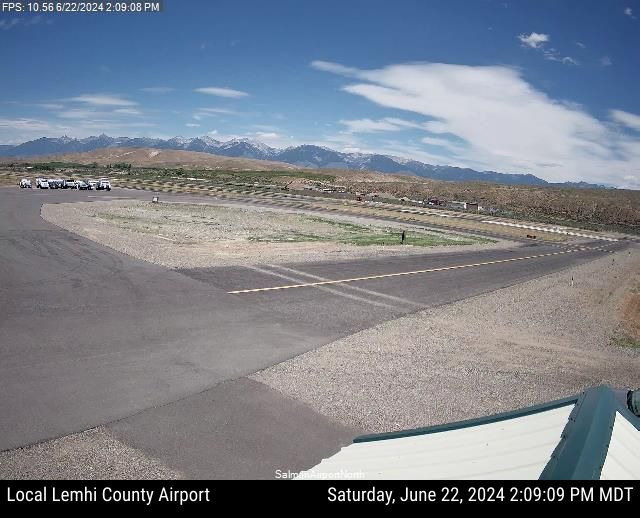 FPS: 10.56 6/22/2024 2:09:08 PM
SalmonAirportNorth
Local Lemhi County Airport
Saturday, June 22, 2024 2:09:09 PM MDT